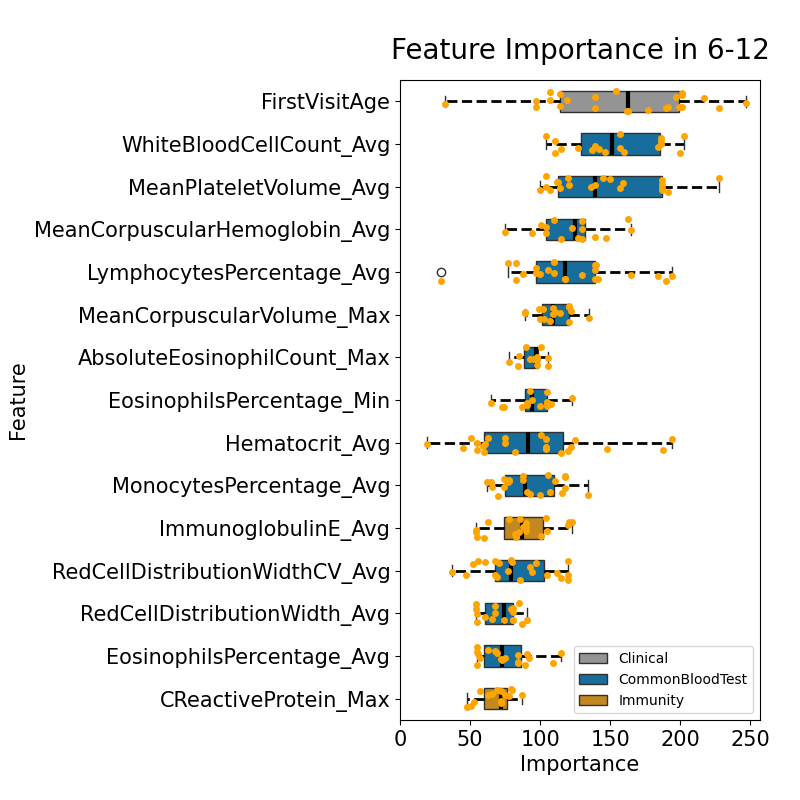 Feature Importance in 6-12
FirstVisitAge
WhiteBloodCellCount_Avg
MeanPlateletVolume_Avg
MeanCorpuscularHemoglobin_Avg
LymphocytesPercentage_Avg
MeanCorpuscularVolume_Max
AbsoluteEosinophilCount_Max
EosinophilsPercentage_Min
Hematocrit_Avg
MonocytesPercentage_Avg
ImmunoglobulinE_Avg
RedCellDistributionWidthCV_Avg
RedCellDistributionWidth_Avg
EosinophilsPercentage_Avg
CReactiveProtein_Max
Feature
Clinical
CommonBloodTest
Immunity
0 50 100 150 200 250
Importance